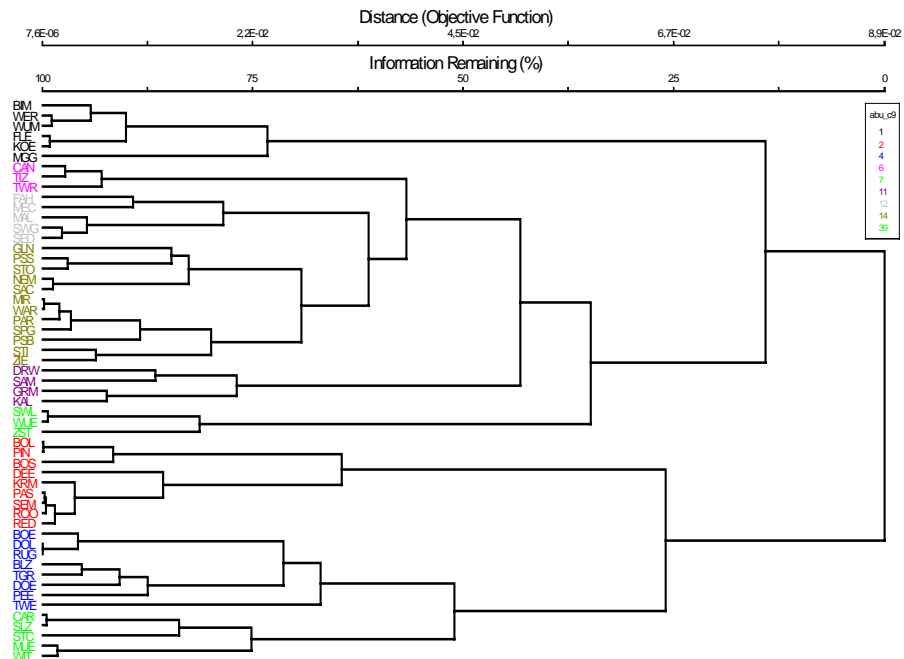 Distance (Objective Function)
7,6E-06 2,2E-02 4,5E-02 6,7E-02 8,9E-02
Information Remaining (%)
100 75 50 25 0
abu_c9
1
2
4
6
7
11
12
14
39
BIM
WER
WUM
FLE
KOE
MGG
CAN
TIZ
TWR
FAH
MEC
MAL
SWG
SED
GLN
PSS
STO
NEM
SAC
MIR
WAR
PAR
SPG
PSB
STI
ZIE
DRW
SAM
GRM
KAL
SWL
WUE
ZST
BOL
PIN
BOS
DEE
KRM
PAS
SEM
ROO
RED
BOE
DOL
RUG
BLZ
TGR
DOE
PEE
TWE
CAR
SLZ
STC
MUE
WIT